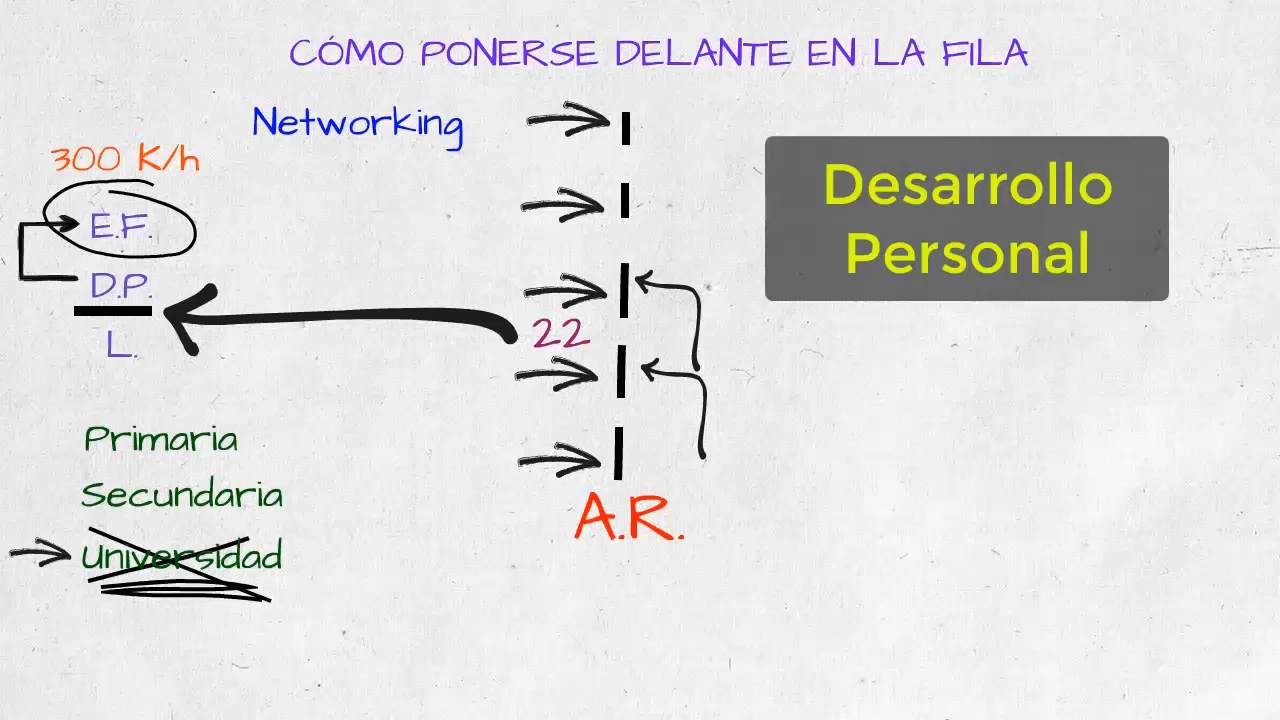 CÓMO PONERSE DELANTE EN LA FILA
Networking
300 K/h
E.F.
D.P.
L.
22
Primaria
Secundaria
Universidad
A.R.
Desarrollo
Personal